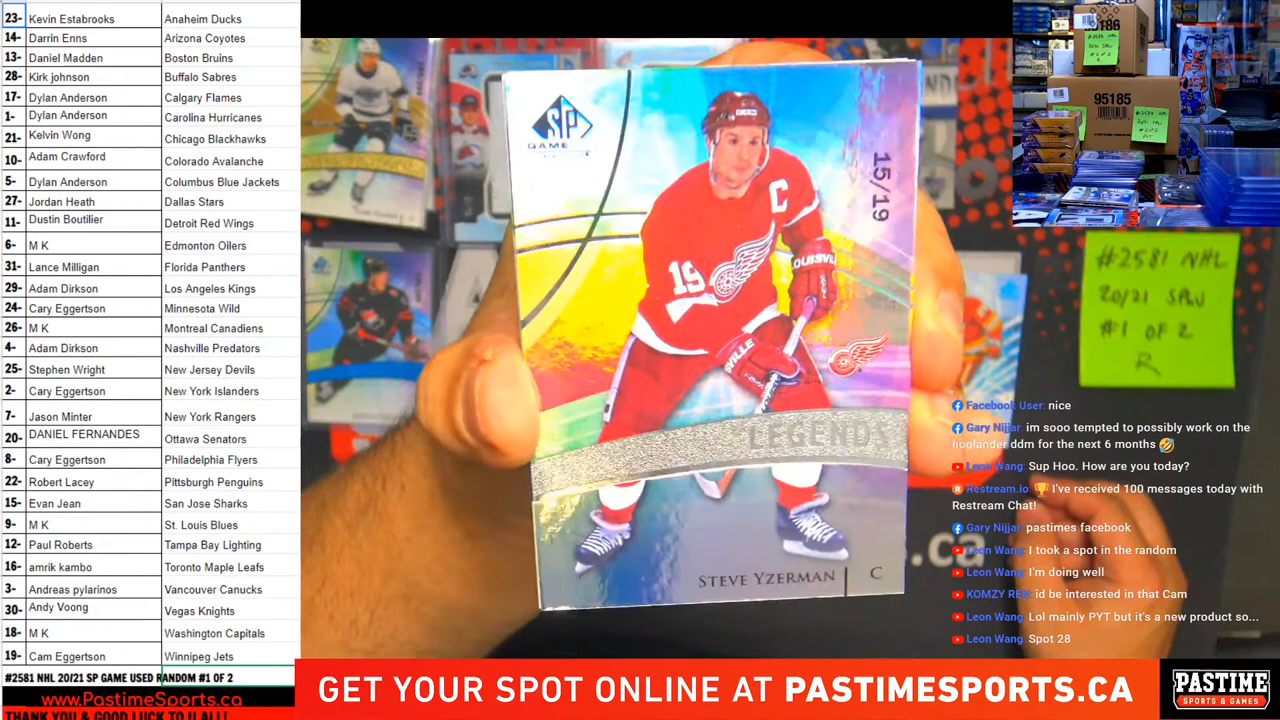 23- Kevin Estabrooks Anaheim Ducks
14- Darrin Enns Arizona Coyotes
13- Daniel Madden Boston Bruins
28- Kirk johnson Buffalo Sabres
17- Dylan Anderson Calgary Flames
1- Dylan Anderson Carolina Hurricanes
21- Kelvin Wong Chicago Blackhawks
10- Adam Crawford Colorado Avalanche
5- Dylan Anderson Columbus Blue Jackets
27- Jordan Heath Dallas Stars
11- Dustin Boutilier Detroit Red Wings
6- M K Edmonton Oilers
31- Lance Milligan Florida Panthers
29- Adam Dirkson Los Angeles Kings
24- Cary Eggertson Minnesota Wild
26- M K Montreal Canadiens
4- Adam Dirkson Nashville Predators
25- Stephen Wright New Jersey Devils
2- Cary Eggertson New York Islanders
7- Jason Minter New York Rangers
20- DANIEL FERNANDES Ottawa Senators
8- Cary Eggertson Philadelphia Flyers
22- Robert Lacey Pittsburgh Penguins
15- Evan Jean San Jose Sharks
9- M K St. Louis Blues
12- Paul Roberts Tampa Bay Lighting
16- amrik kambo Toronto Maple Leafs
3- Andreas pylarinos Vancouver Canucks
30- Andy Voong Vegas Knights
18- M K Washington Capitals
19- Cam Eggertson Winnipeg Jets
#2581 NHL 20/21 SP GAME USED RANDOM #1 OF 2
www.PastimeSports.ca
THANK YOU & GOOD LUCK TO U ALL!
SP
GAME
15/19
C
19
LOUISVILLE
LEGENDS
STEVE YZERMAN C
.ca
95186
95185
#2581 NHL
20/21 SPGU
#1 OF 2
R
Facebook User: nice
Gary Nijjar: im sooo tempted to possibly work on the
hoglander ddm for the next 6 months 🤣
Leon Wang: Sup Hoo. How are you today?
Restream.io: 🏆 I've received 100 messages today with
Restream Chat!
Gary Nijjar: pastimes facebook
Leon Wang: I took a spot in the random
Leon Wang: I'm doing well
KOMZY REH: id be interested in that Cam
Leon Wang: Lol mainly PYT but it's a new product so...
Leon Wang: Spot 28
GET YOUR SPOT ONLINE AT PASTIMESPORTS.CA
PASTIME
SPORTS & GAMES